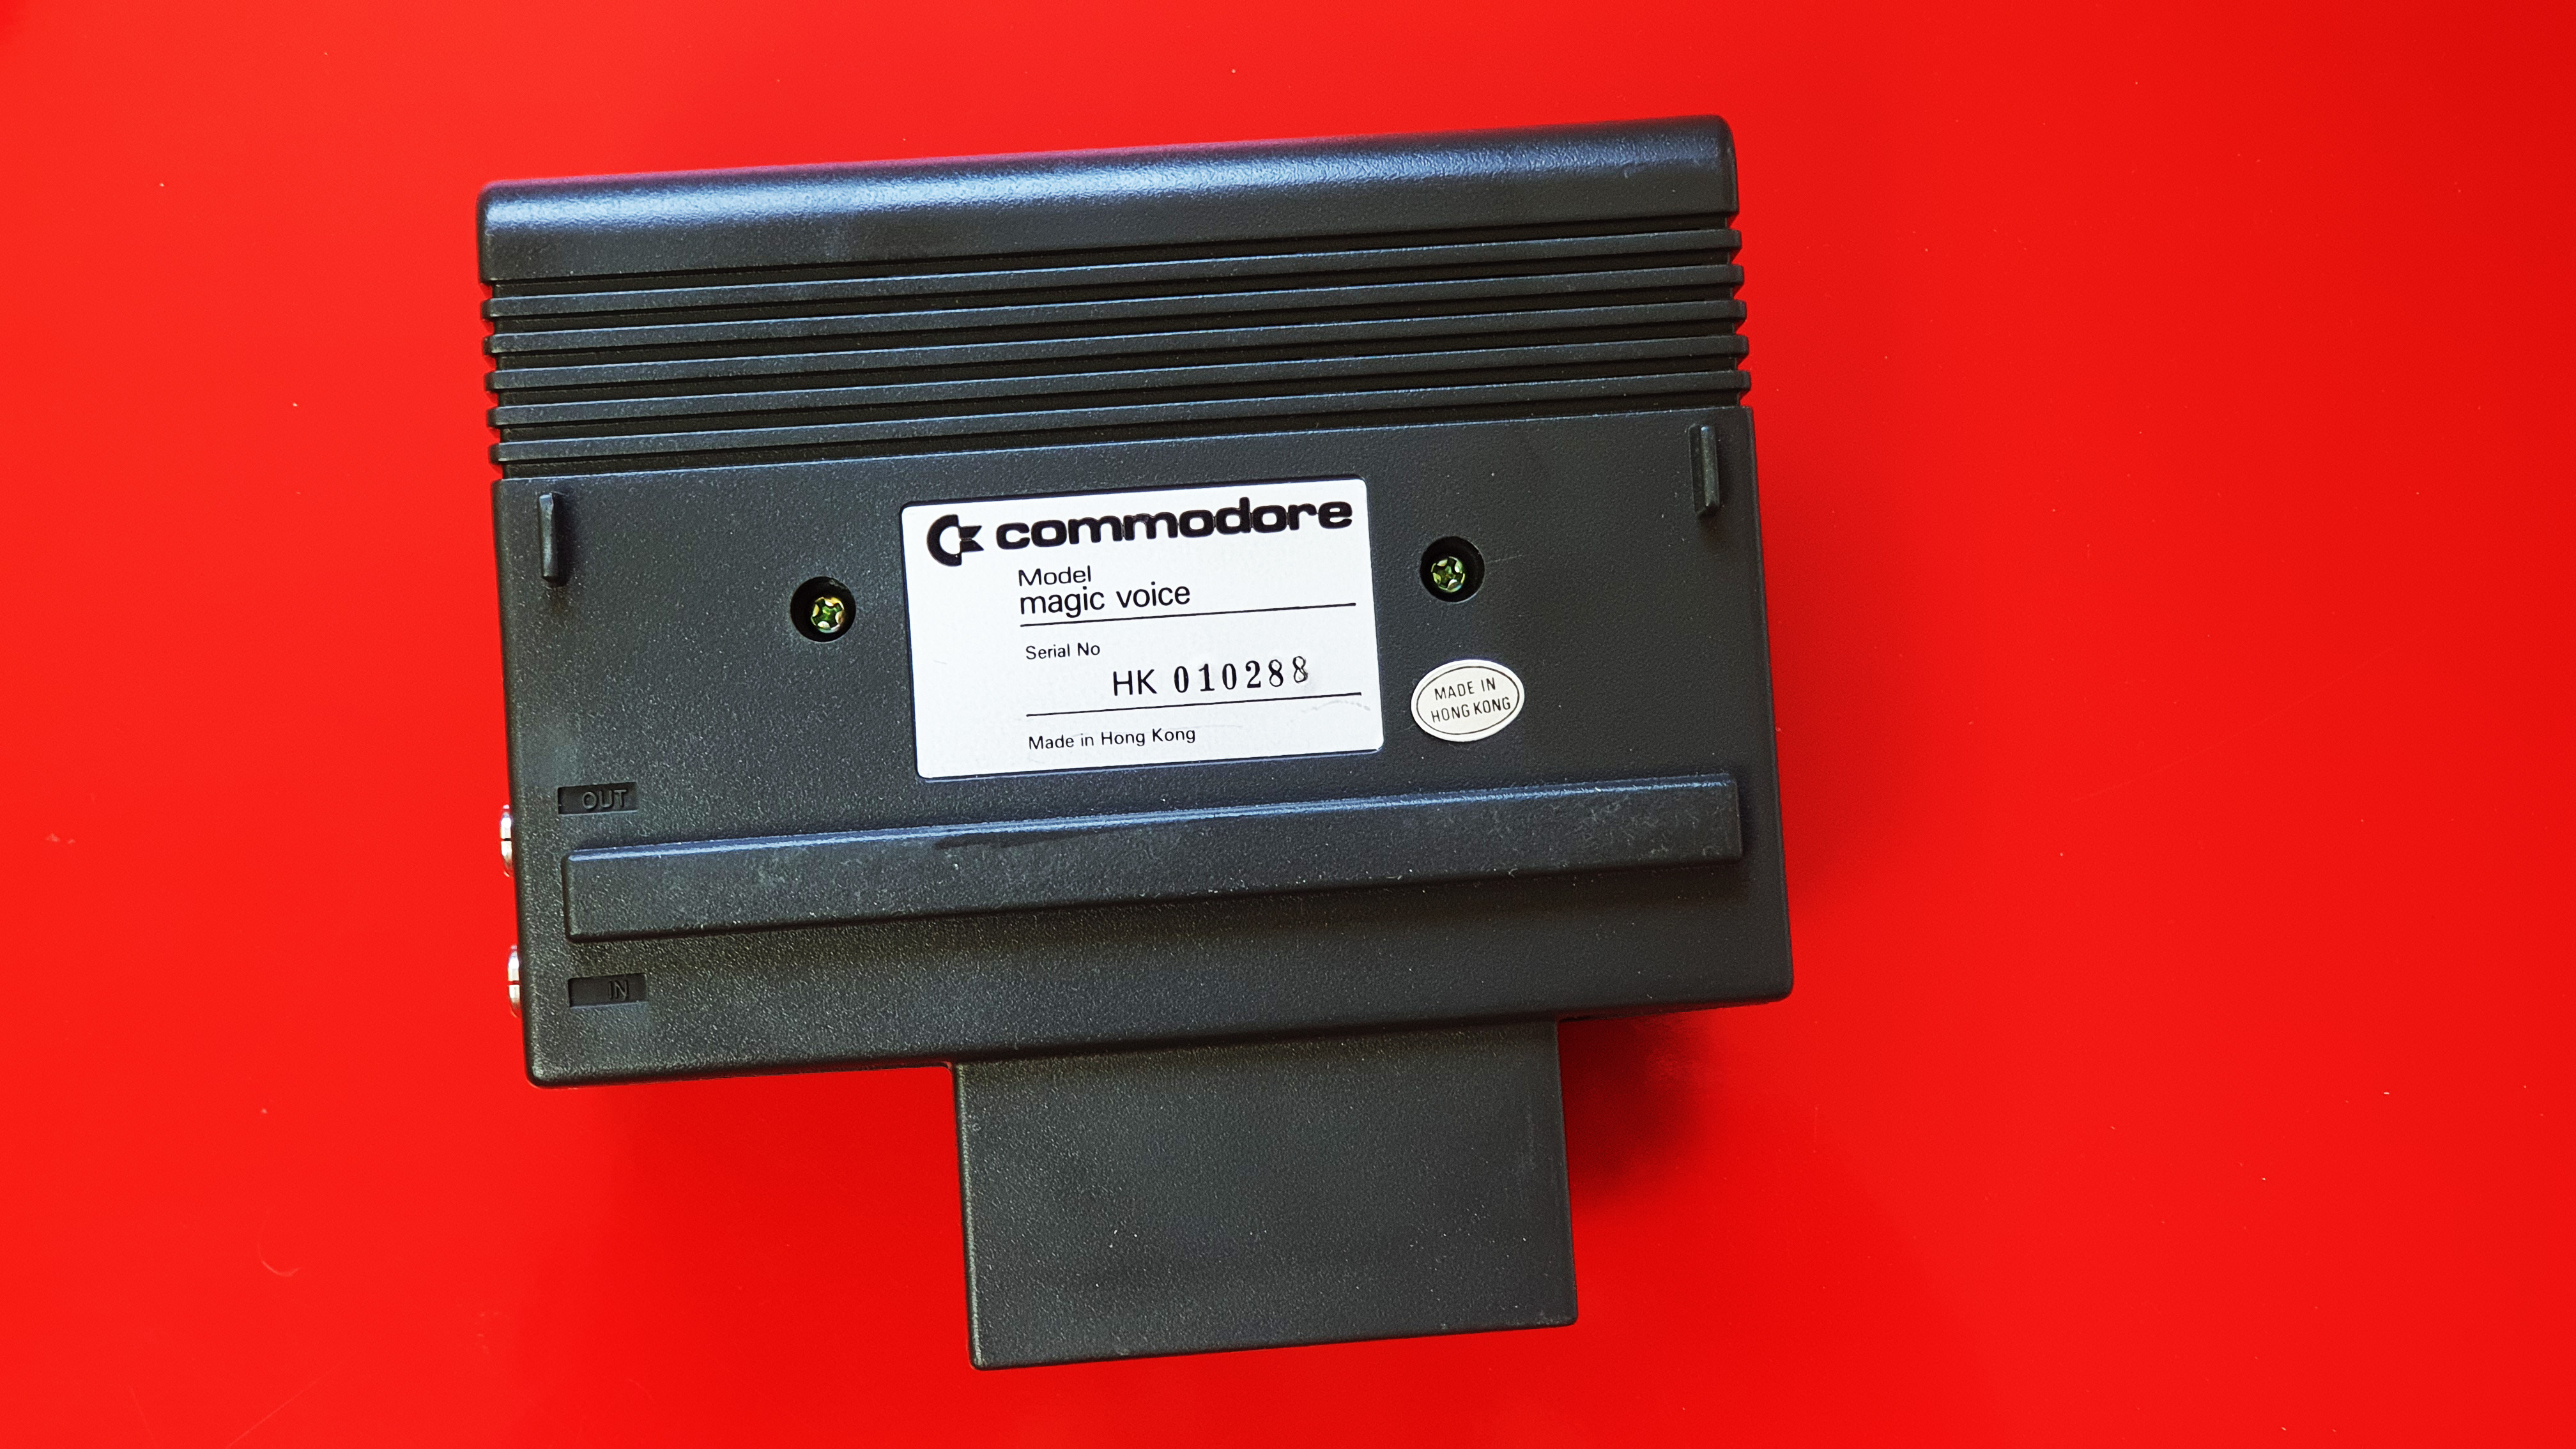 commodore
Model
magic voice
Serial No
HK 010288
Made in Hong Kong
MADE IN
HONG KONG
OUT
IN